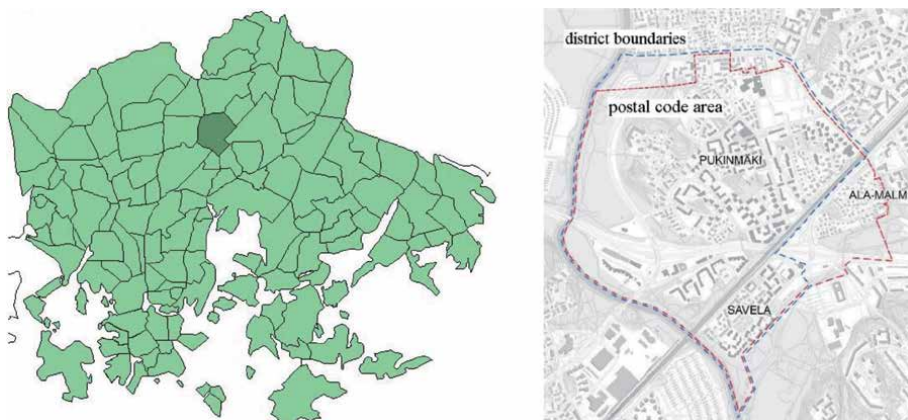 district boundaries
postal code area
PUKINMÄKI
ALA-MALM
SAVELA